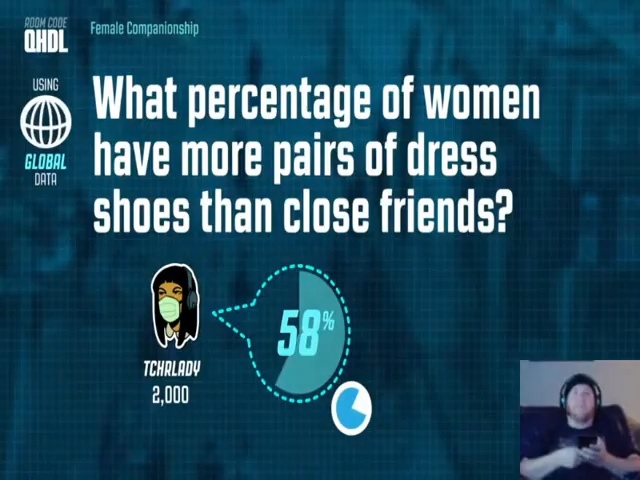 ROOM CODE
QHDL
Female Companionship
USING
GLOBAL
DATA
What percentage of women
have more pairs of dress
shoes than close friends?
58%
TCHRLADY
2,000